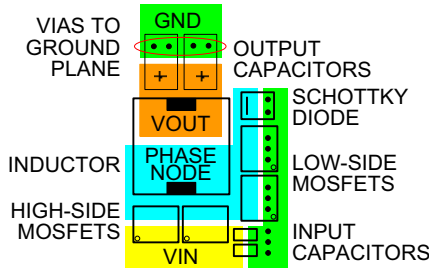 VIAS TO
GROUND
PLANE
GND
OUTPUT
CAPACITORS
+ +
VOUT
SCHOTTKY
DIODE
INDUCTOR
PHASE
NODE
LOW-SIDE
MOSFETS
HIGH-SIDE
MOSFETS
VIN
INPUT
CAPACITORS